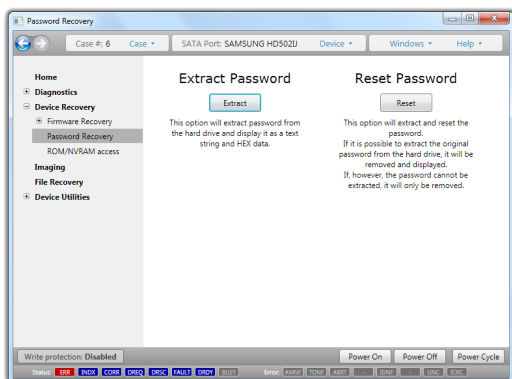 Password Recovery
Case #: 6 Case SATA Port: SAMSUNG HD502IJ Device Windows Help
Home
Diagnostics
Device Recovery
Firmware Recovery
Password Recovery
ROM/NVRAM access
Imaging
File Recovery
Device Utilities
Extract Password
Extract
This option will extract password from
the hard drive and display it as a text
string and HEX data.
Reset Password
Reset
This option will extract and reset the
password.
If it is possible to extract the original
password from the hard drive, it will be
removed and displayed.
If, however, the password cannot be
extracted, it will only be removed.
Write protection: Disabled Power On Power Off Power Cycle
Status: ERR INDX CORR DREQ DRSC FAULT DRDY BUSY Error: AMNF TONF ABRT - IDNF - UNC ICRC